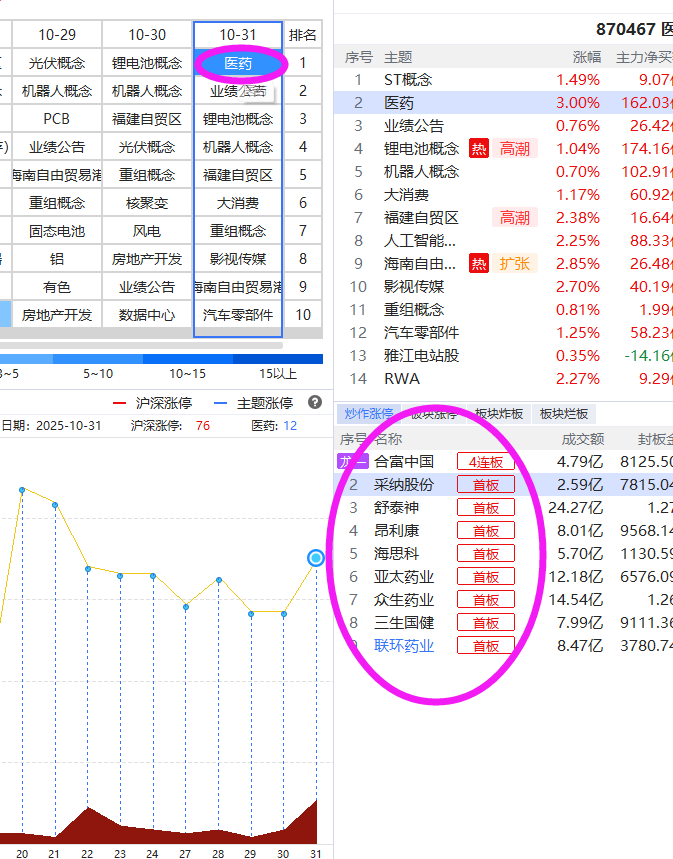 10-29 10-30 10-31 排名
光伏概念 锂电池概念 医药 1
机器人概念 机器人概念 业绩公告 2
PCB 福建自贸区 锂电池概念 3
业绩公告 光伏概念 机器人概念 4
海南自由贸易港 重组概念 福建自贸区 5
重组概念 核聚变 大消费 6
固态电池 风电 重组概念 7
铝 房地产开发 影视传媒 8
有色 业绩公告 海南自由贸易港 9
房地产开发 数据中心 汽车零部件 10
3~5 5~10 10~15 15以上
沪深涨停 主题涨停 ?
日期: 2025-10-31 沪深涨停: 76 医药: 12
20 21 22 23 24 27 28 29 30 31
870467 医
序号 主题 涨幅 主力净买
1 ST概念 1.49% 9.07
2 医药 3.00% 162.03
3 业绩公告 0.76% 26.42
4 锂电池概念 热 高潮 1.04% 174.16
5 机器人概念 0.70% 102.91
6 大消费 1.17% 60.92
7 福建自贸区 高潮 2.38% 16.64
8 人工智能... 2.25% 88.33
9 海南自由... 热 扩张 2.85% 26.48
10 影视传媒 2.70% 40.19
11 重组概念 0.81% 1.99
12 汽车零部件 1.25% 58.23
13 雅江电站股 0.35% -14.16
14 RWA 2.27% 9.29
炒作涨停 板块涨停 板块炸板 板块烂板
序号 名称 成交额 封板金
龙一 合富中国 4连板 4.79亿 8125.50
2 采纳股份 首板 2.59亿 7815.04
3 舒泰神 首板 24.27亿 1.27
4 昂利康 首板 8.01亿 9568.14
5 海思科 首板 5.70亿 1130.59
6 亚太药业 首板 12.18亿 6576.09
7 众生药业 首板 14.54亿 1.26
8 三生国健 首板 7.99亿 9111.36
9 联环药业 首板 8.47亿 3780.74